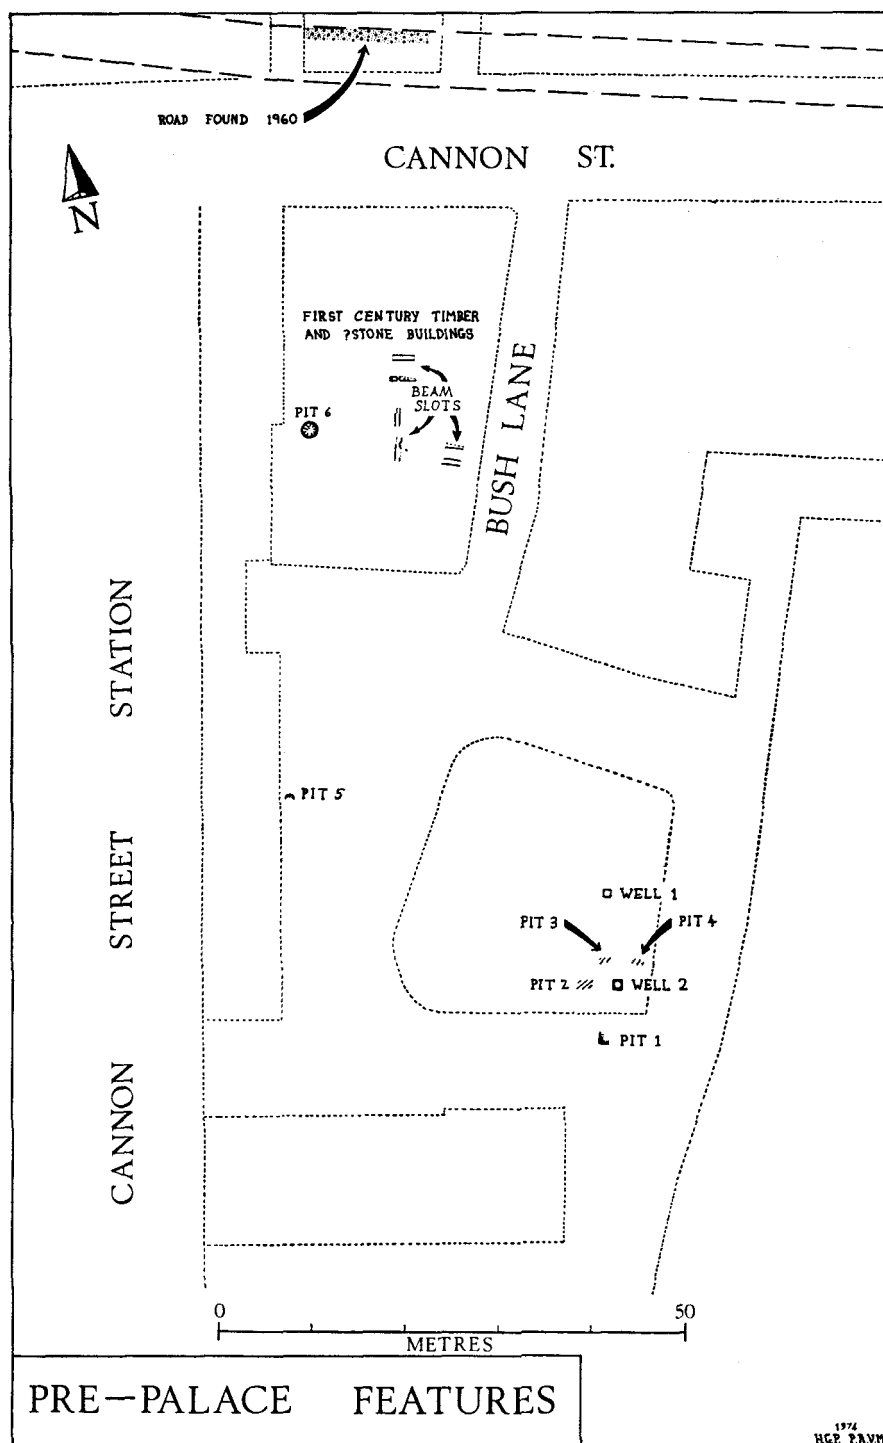 ROAD FOUND 1960
CANNON ST.
N
FIRST CENTURY TIMBER
AND ?STONE BUILDINGS
BEAM
SLOTS
PIT 6
BUSH LANE
CANNON STREET STATION
PIT 5
WELL 1
PIT 3
PIT 4
PIT 2
WELL 2
PIT 1
0
50
METRES
PRE—PALACE FEATURES
1974